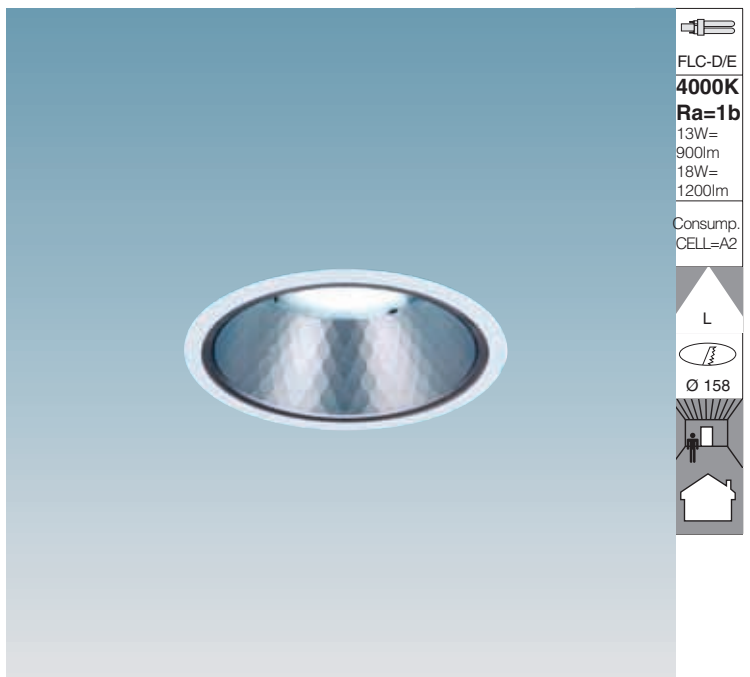 FLC-D/E
4000K
Ra=1b
13W=
900lm
18W=
1200lm
Consump.
CELL=A2
L
Ø 158